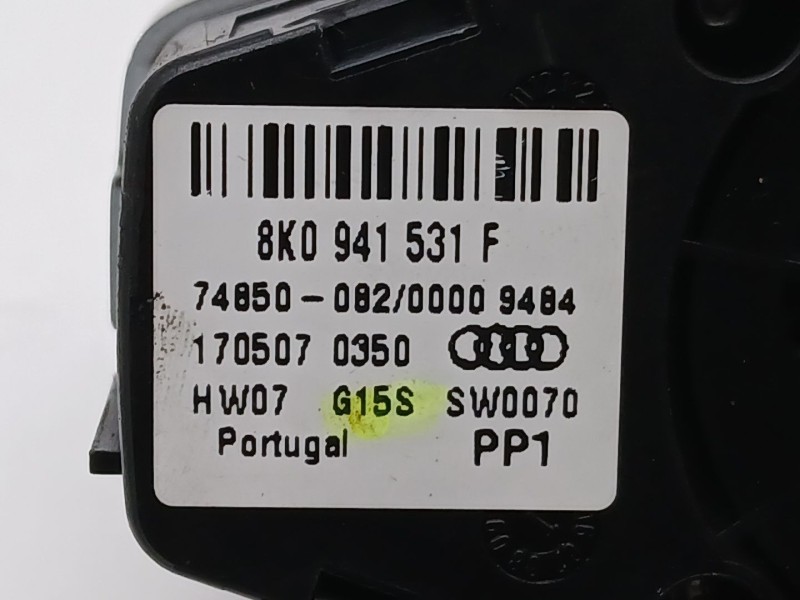 8K0 941 531 F
74850-082/0000 9484
170507 0350
HW07 G15S SW0070
Portugal PP1